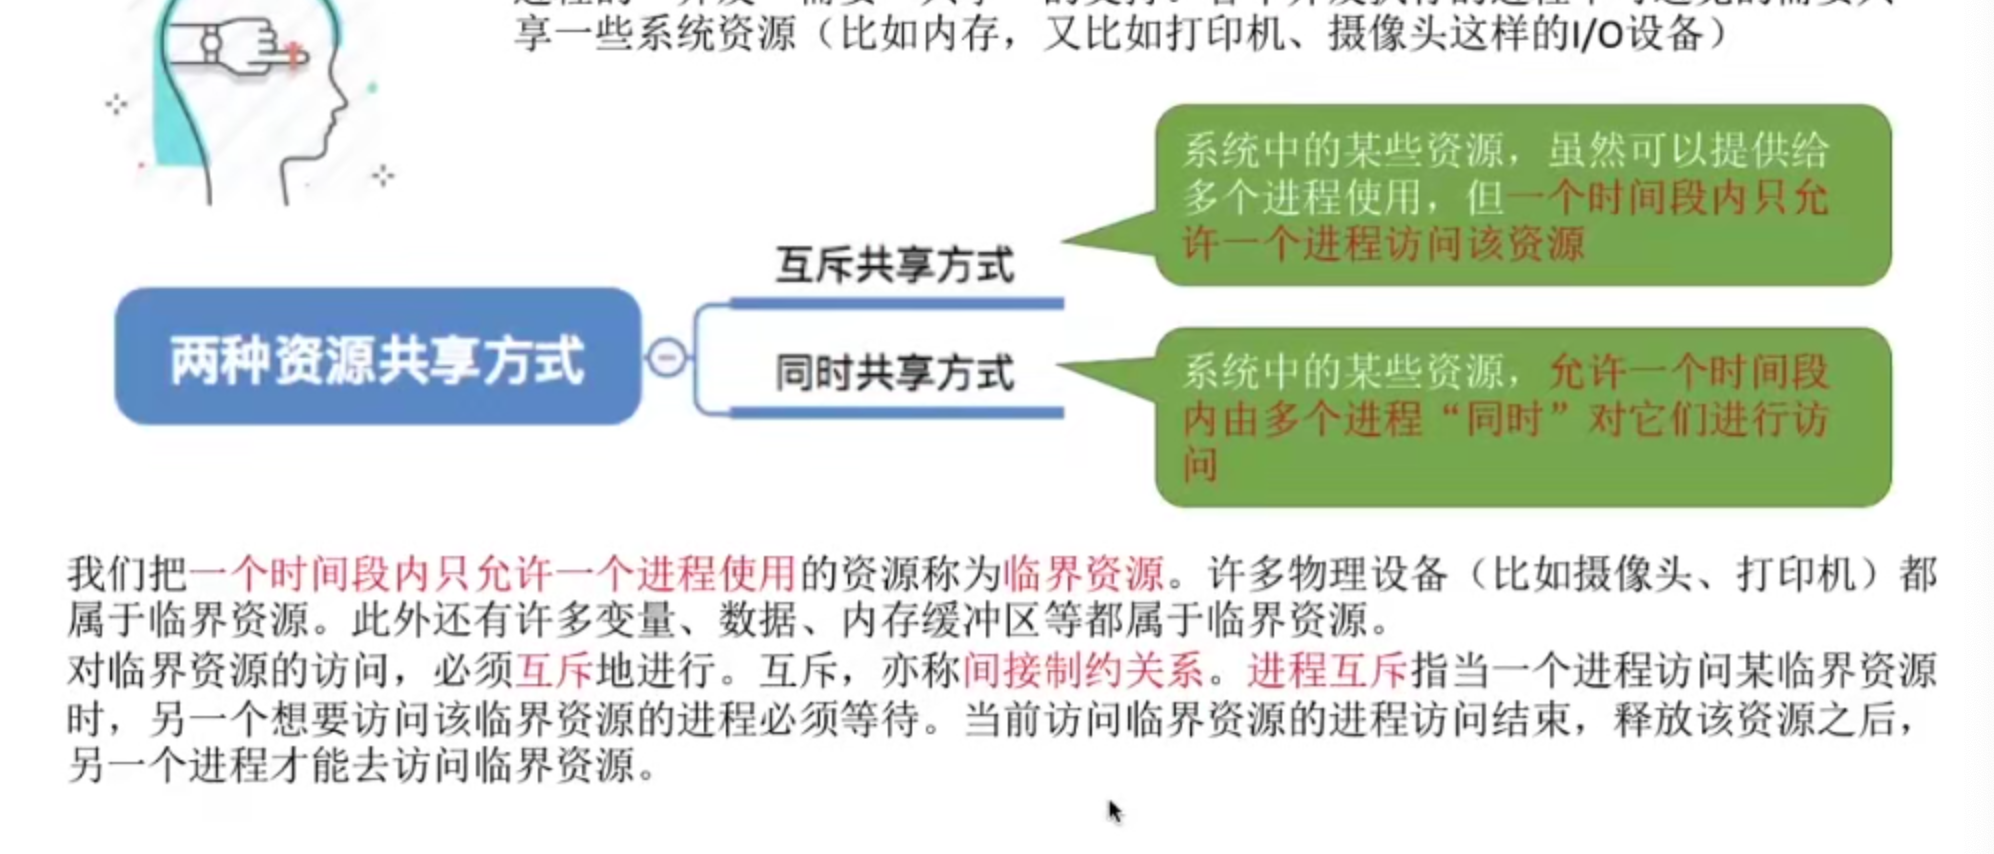 享一些系统资源（比如内存，又比如打印机、摄像头这样的I/O设备）
系统中的某些资源，虽然可以提供给
多个进程使用，但一个时间段内只允
许一个进程访问该资源
互斥共享方式
两种资源共享方式
同时共享方式
系统中的某些资源，允许一个时间段
内由多个进程“同时”对它们进行访
问
我们把一个时间段内只允许一个进程使用的资源称为临界资源。许多物理设备（比如摄像头、打印机）都
属于临界资源。此外还有许多变量、数据、内存缓冲区等都属于临界资源。
对临界资源的访问，必须互斥地进行。互斥，亦称间接制约关系。进程互斥指当一个进程访问某临界资源
时，另一个想要访问该临界资源的进程必须等待。当前访问临界资源的进程访问结束，释放该资源之后，
另一个进程才能去访问临界资源。